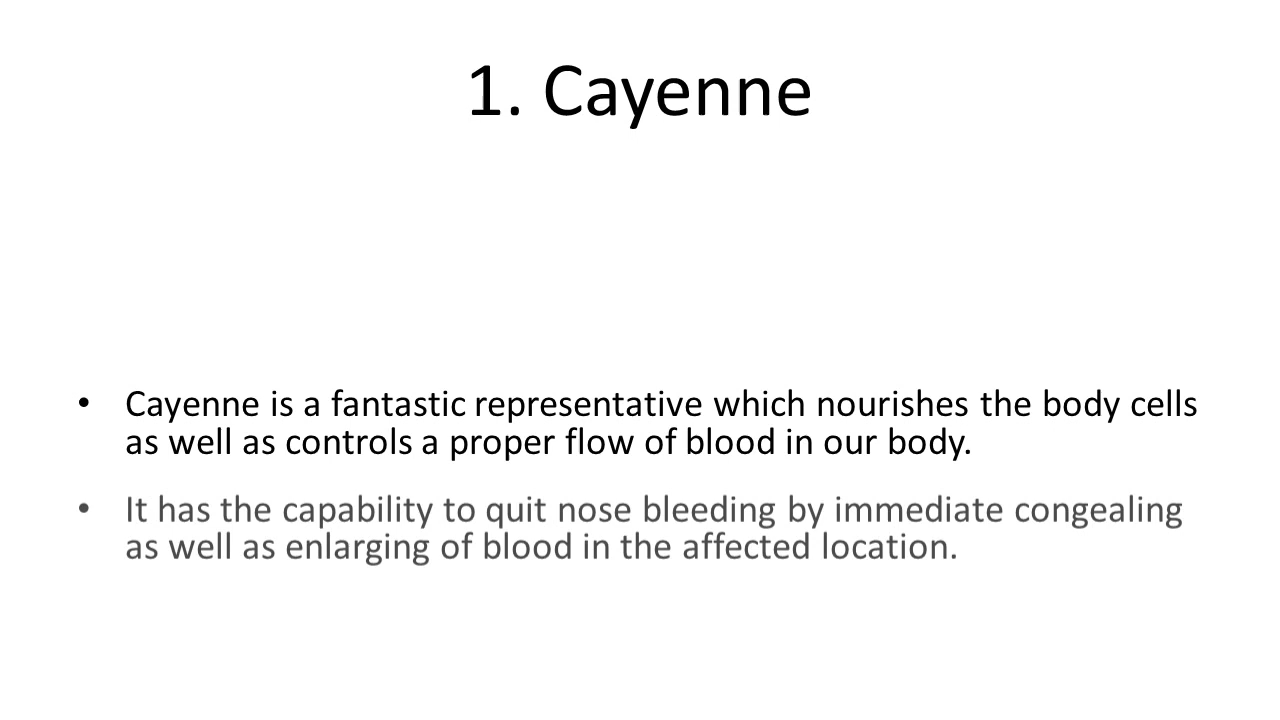 1. Cayenne
• Cayenne is a fantastic representative which nourishes the body cells
as well as controls a proper flow of blood in our body.
• It has the capability to quit nose bleeding by immediate congealing
as well as enlarging of blood in the affected location.